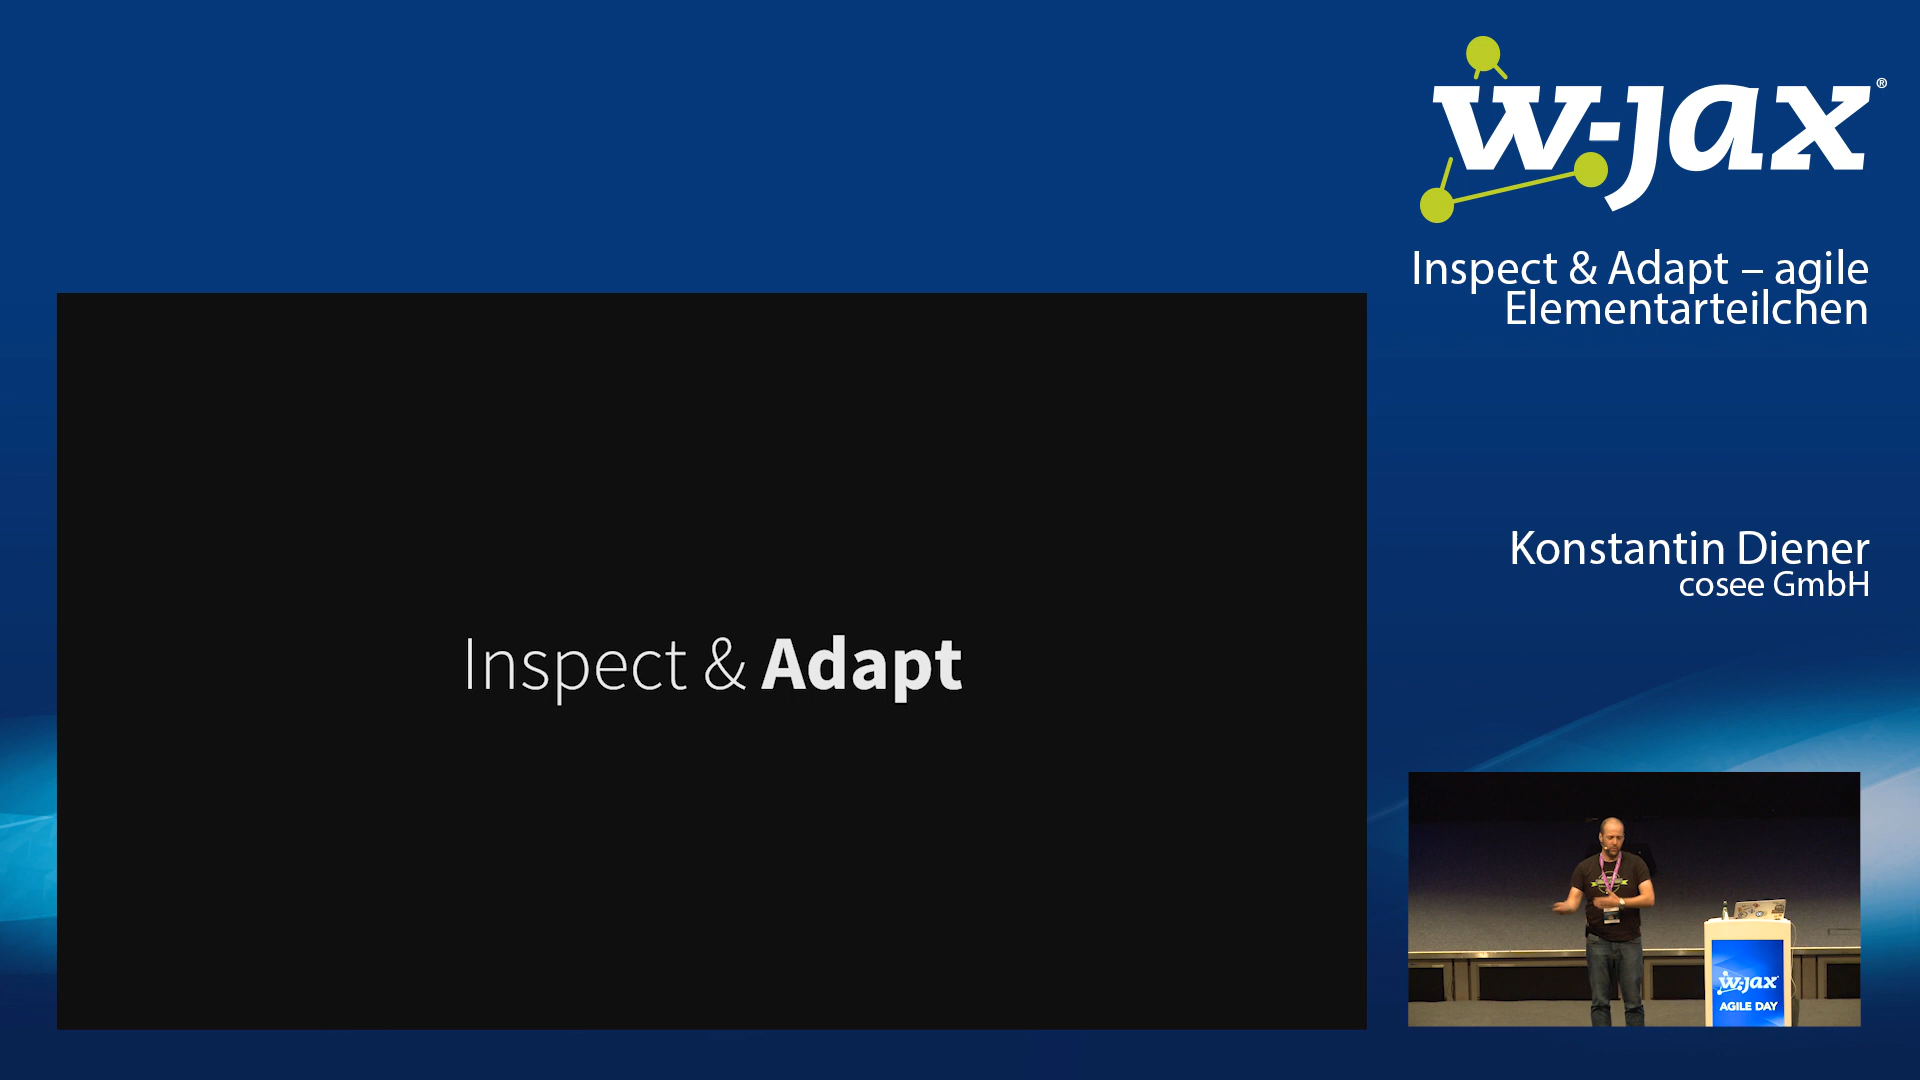 w-jax®
Inspect & Adapt – agile
Elementarteilchen
Inspect & Adapt
Konstantin Diener
cosee GmbH
w-jax
AGILE DAY